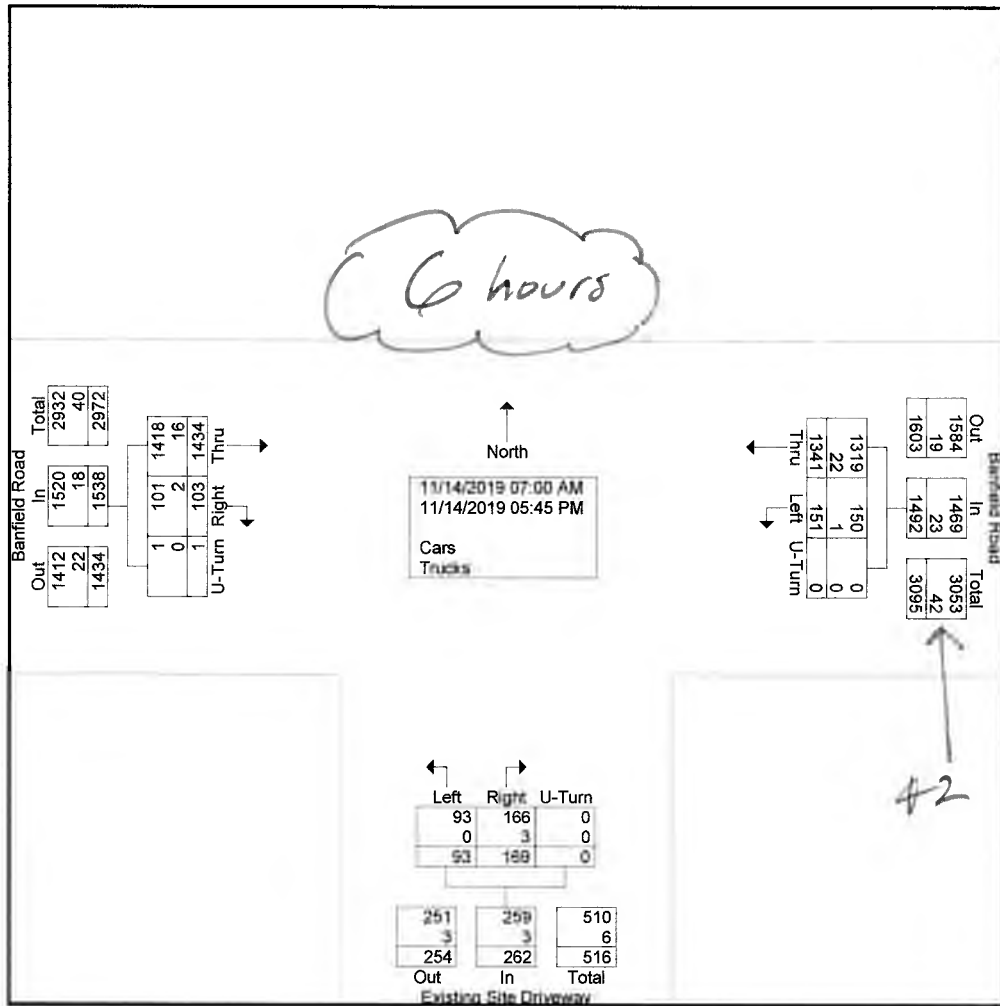 6 hours
North
11/14/2019 07:00 AM
11/14/2019 05:45 PM
Cars
Trucks
Banfield Road
Total
2932
40
2972
In
1520
18
1538
Out
1412
22
1434
Thru
1418
16
1434
Right
101
2
103
U-Turn
1
0
1
Banfield Road
Out
1584
19
1603
In
1469
23
1492
Total
3053
42
3095
Thru
1319
22
1341
Left
150
1
151
U-Turn
0
0
0
#2
Left Right U-Turn
93 166 0
0 3 0
93 169 0
251 259 510
3 3 6
254 262 516
Out In Total
Existing Site Driveway